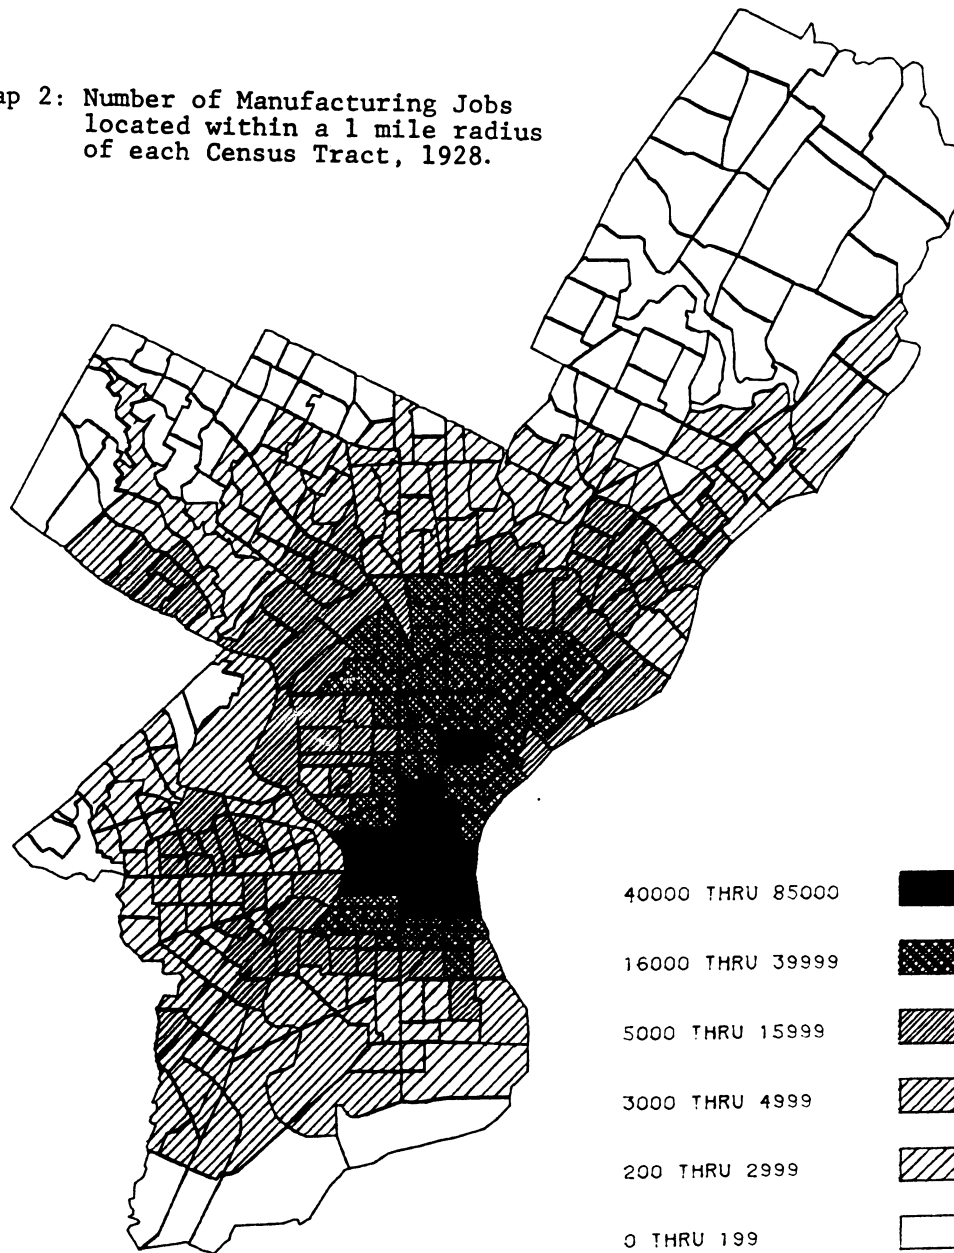 ap 2: Number of Manufacturing Jobs
located within a 1 mile radius
of each Census Tract, 1928.
40000 THRU 85000
16000 THRU 39999
5000 THRU 15999
3000 THRU 4999
200 THRU 2999
0 THRU 199